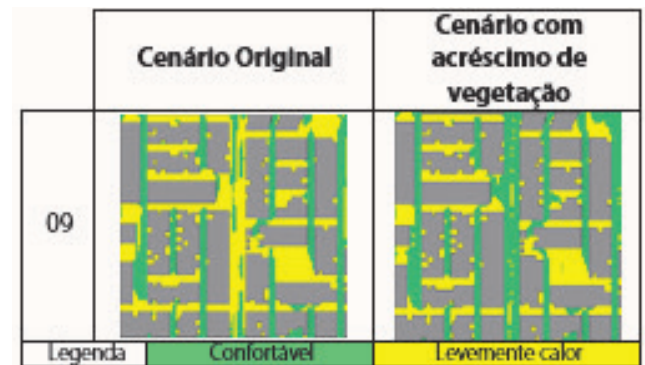 Cenário Original
Cenário com
acréscimo de
vegetação
09
Legenda
Confortável
Levemente calor